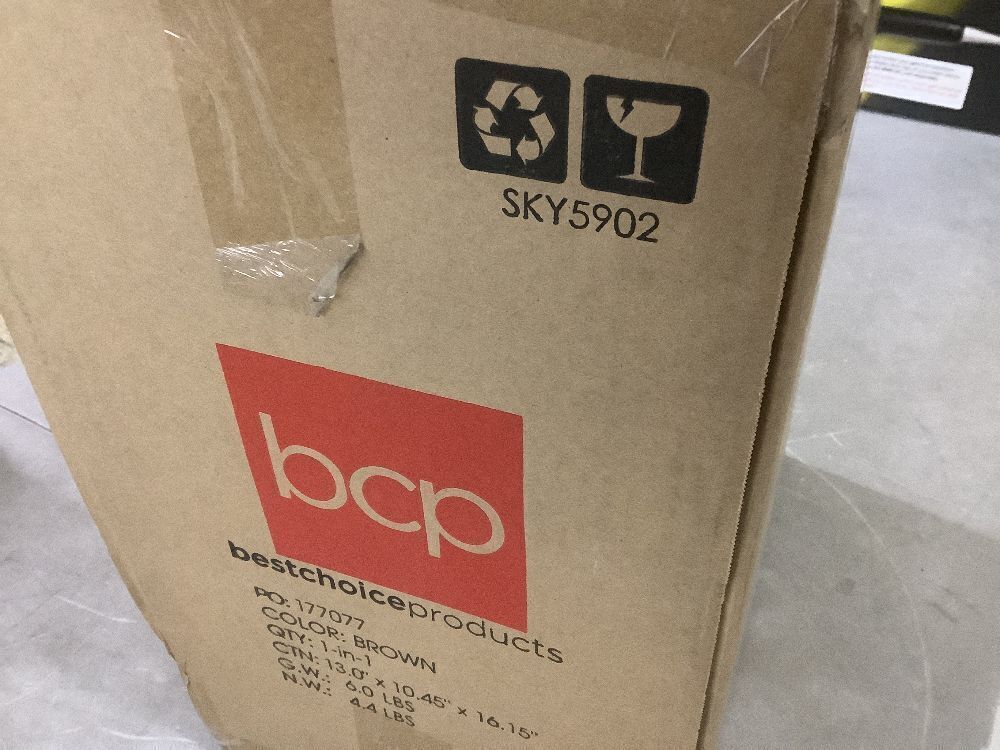 SKY5902
bcp
bestchoiceproducts
PO: 177077
COLOR: BROWN
QTY: 1-in-1
CTN: 13.0" x 10.45" x 16.15"
G.W.: 6.0 LBS
N.W.: 4.4 LBS